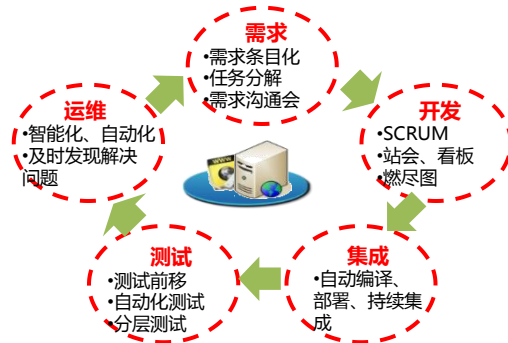 需求
•需求条目化
•任务分解
•需求沟通会
开发
•SCRUM
•站会、看板
•燃尽图
集成
•自动编译、
部署、持续集
成
测试
•测试前移
•自动化测试
•分层测试
运维
•智能化、自动化
•及时发现解决
问题
WWW